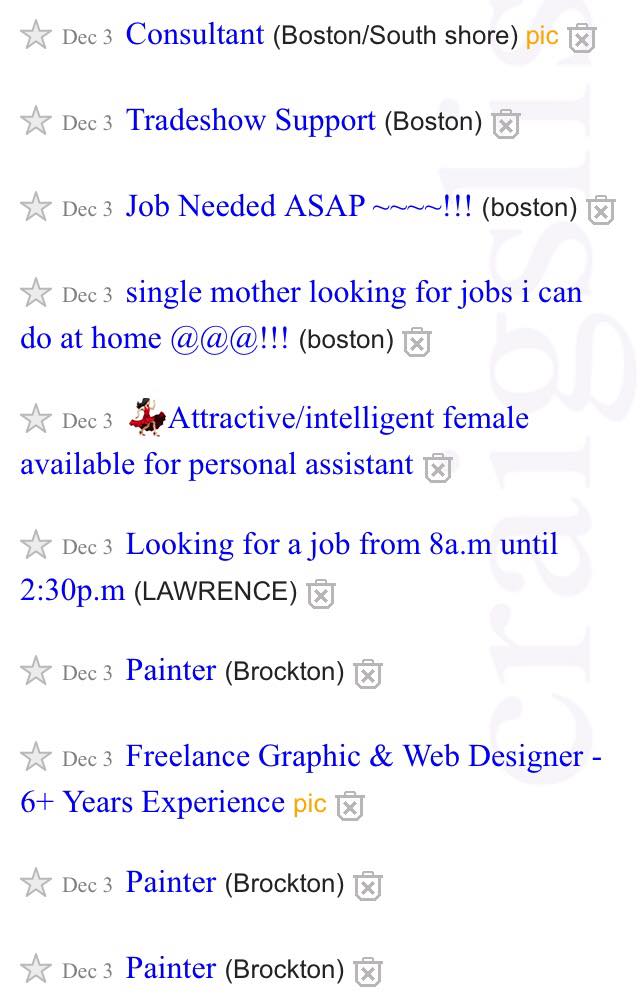 Dec 3 Consultant (Boston/South shore) pic
Dec 3 Tradeshow Support (Boston)
Dec 3 Job Needed ASAP ~~~~!!! (boston)
Dec 3 single mother looking for jobs i can
do at home @@@!!! (boston)
Dec 3 💃Attractive/intelligent female
available for personal assistant
Dec 3 Looking for a job from 8a.m until
2:30p.m (LAWRENCE)
Dec 3 Painter (Brockton)
Dec 3 Freelance Graphic & Web Designer -
6+ Years Experience pic
Dec 3 Painter (Brockton)
Dec 3 Painter (Brockton)
craigslis